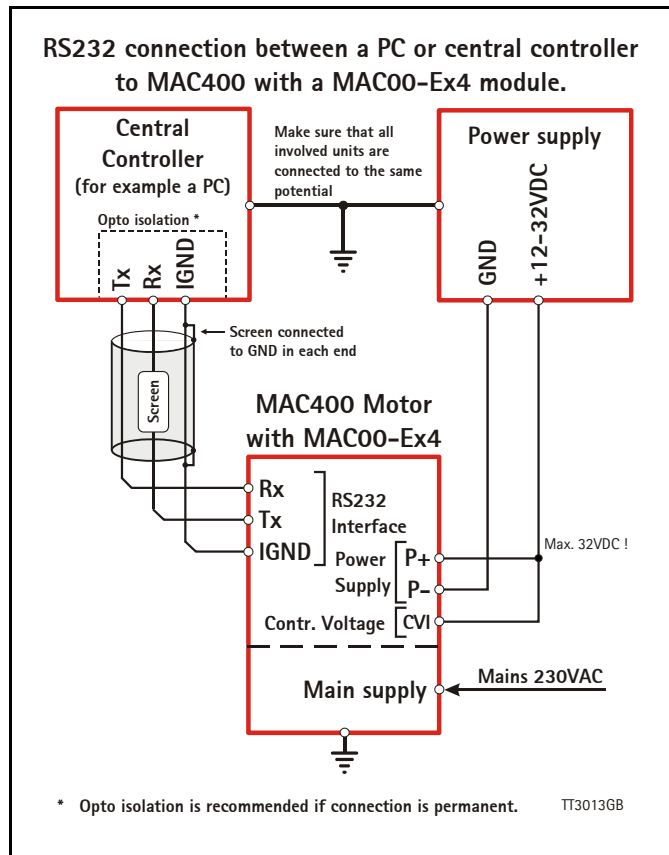 RS232 connection between a PC or central controller
to MAC400 with a MAC00-Ex4 module.
Central
Controller
(for example a PC)
Opto isolation *
Tx
Rx
IGND
Make sure that all
involved units are
connected to the same
potential
Power supply
GND
+12-32VDC
Screen connected
to GND in each end
Screen
MAC400 Motor
with MAC00-Ex4
Rx
Tx
IGND
RS232
Interface
Power
Supply
P+
P-
Max. 32VDC !
Contr. Voltage
CVI
Main supply
Mains 230VAC
* Opto isolation is recommended if connection is permanent.
TT3013GB